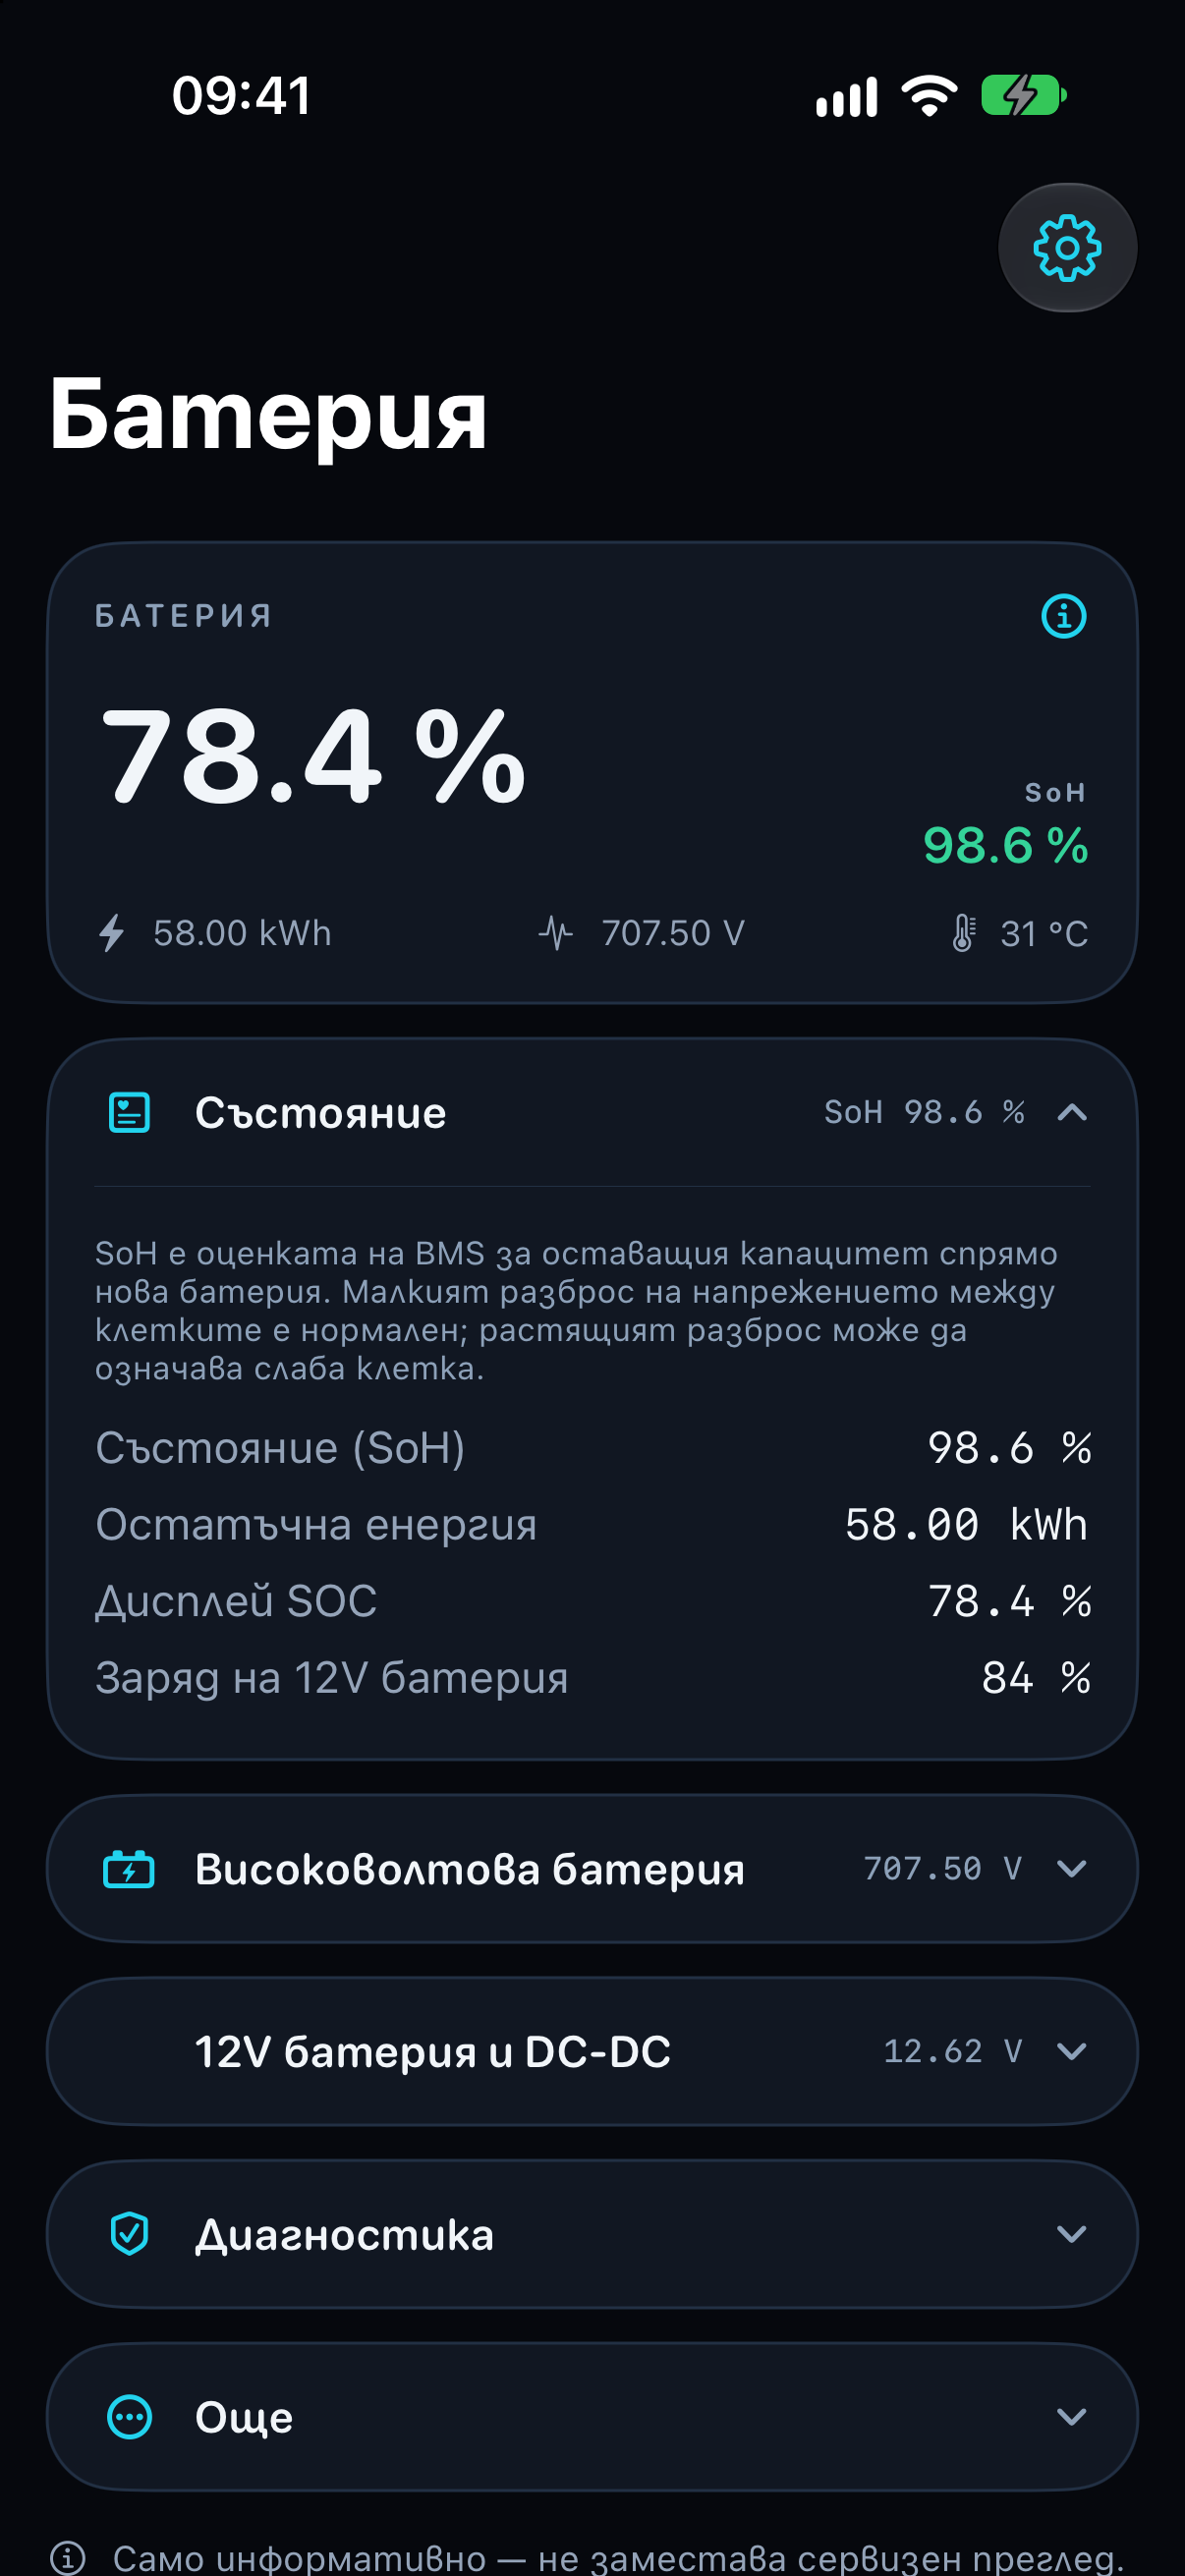 09:41
Батерия
БАТЕРИЯ
78.4 %
SoH
98.6 %
58.00 kWh
707.50 V
31 °C
Състояние
SoH 98.6 %
SoH е оценката на BMS за оставащия капацитет спрямо
нова батерия. Малкият разброс на напрежението между
клетките е нормален; растящият разброс може да
означава слаба клетка.
Състояние (SoH) 98.6 %
Остатъчна енергия 58.00 kWh
Дисплей SOC 78.4 %
Заряд на 12V батерия 84 %
Високоволтова батерия 707.50 V
12V батерия и DC-DC 12.62 V
Диагностика
Още
Само информативно — не замества сервизен преглед.